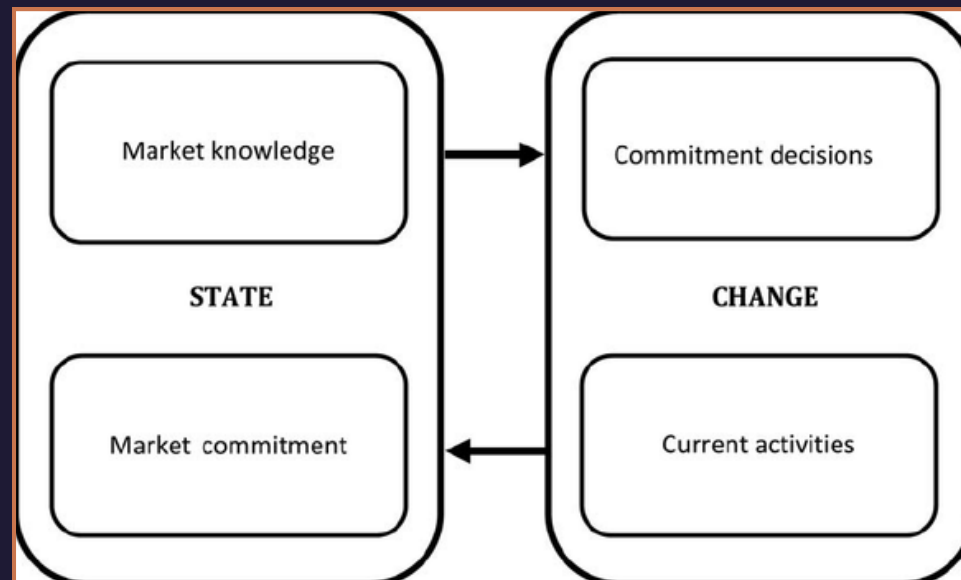 Market knowledge
Commitment decisions
STATE
CHANGE
Market commitment
Current activities